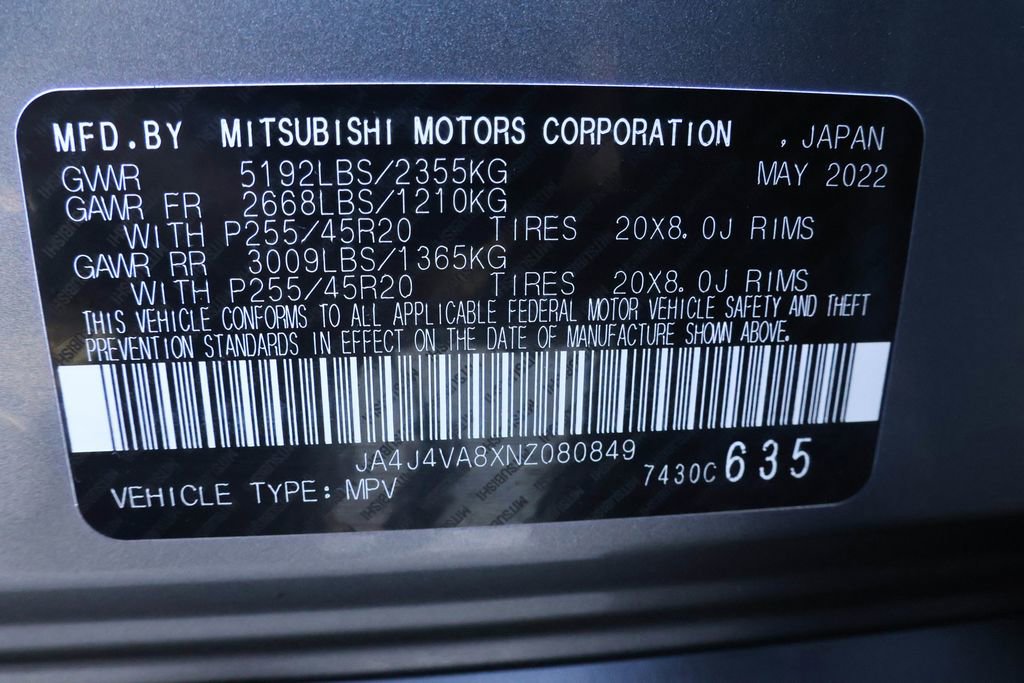 MFD.BY MITSUBISHI MOTORS CORPORATION , JAPAN
GVWR 5192LBS/2355KG MAY 2022
GAWR FR 2668LBS/1210KG
WITH P255/45R20 TIRES 20X8.0J RIMS
GAWR RR 3009LBS/1365KG
WITH P255/45R20 TIRES 20X8.0J RIMS
THIS VEHICLE CONFORMS TO ALL APPLICABLE FEDERAL MOTOR VEHICLE SAFETY AND THEFT
PREVENTION STANDARDS IN EFFECT ON THE DATE OF MANUFACTURE SHOWN ABOVE.
JA4J4VA8XNZ080849
7430C 635
VEHICLE TYPE: MPV